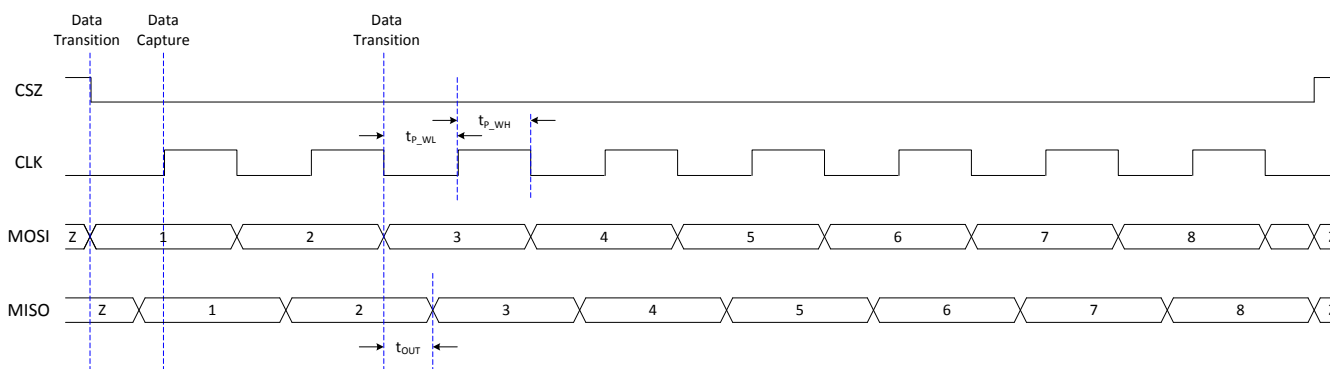 Data Transition
Data Capture
Data Transition
CSZ
tP_WL
tP_WH
CLK
MOSI
Z 1 2 3 4 5 6 7 8
MISO
Z 1 2 3 4 5 6 7 8
tOUT